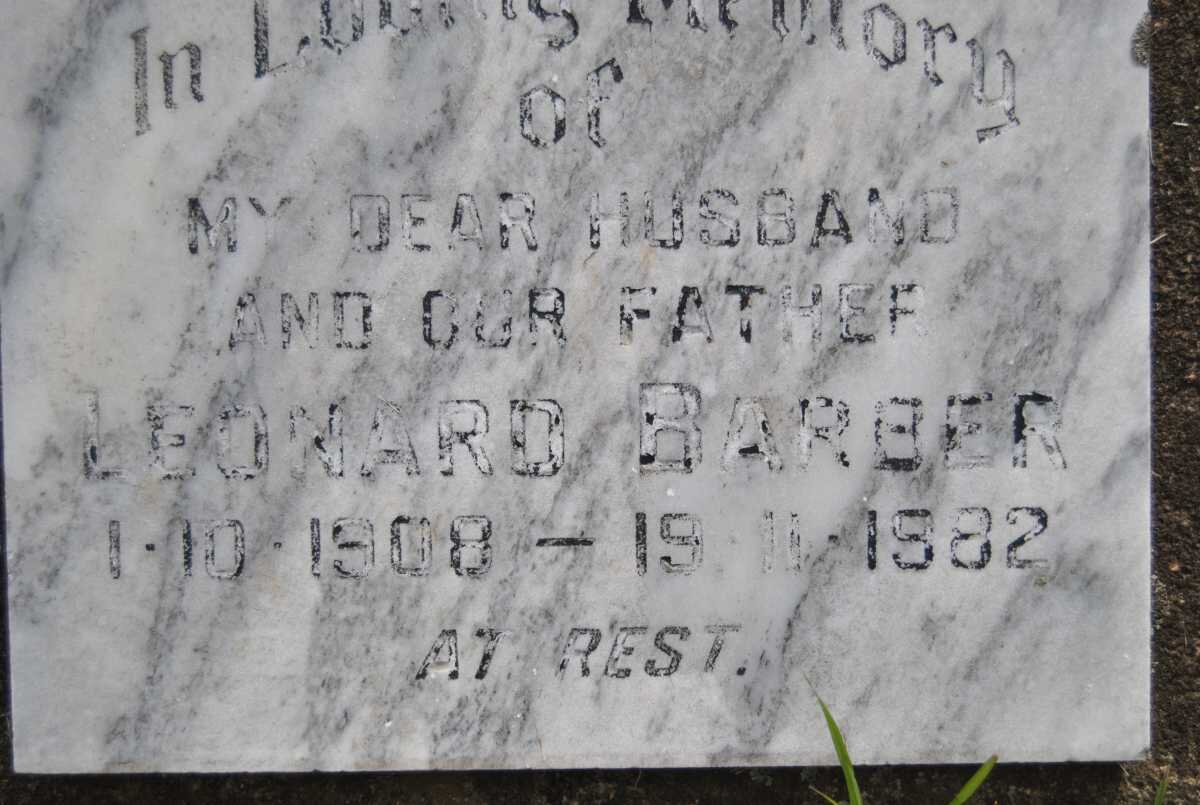 In Loving Memory
of
MY DEAR HUSBAND
AND OUR FATHER
LEONARD BARBER
1·10·1908 — 19·11·1982
AT REST.